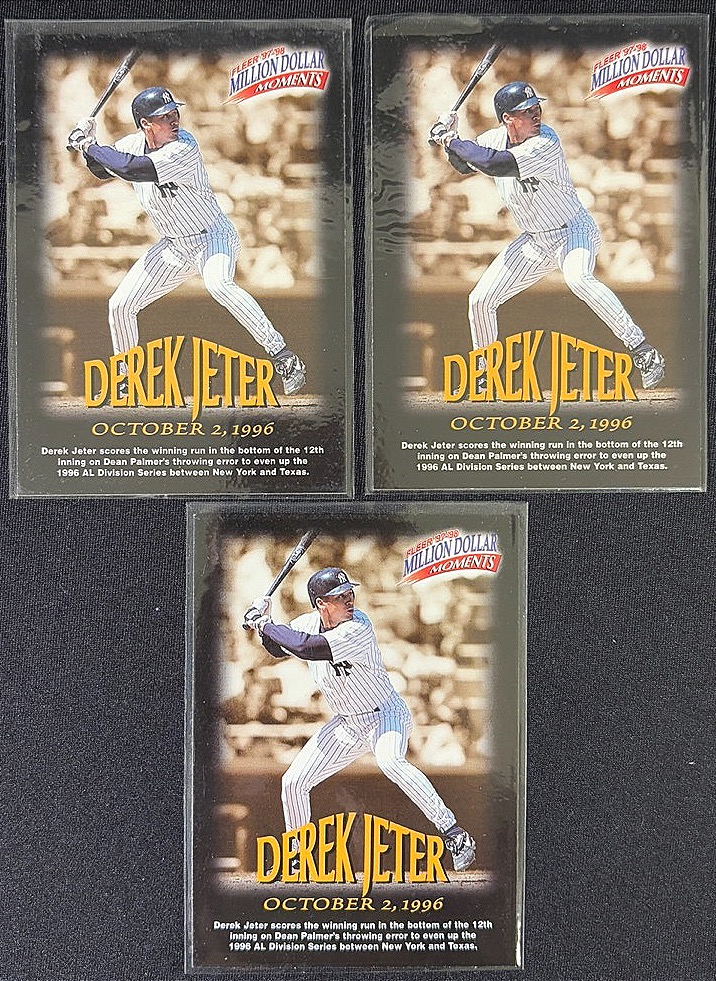 FLEER '97-'98
MILLION DOLLAR
MOMENTS
DEREK JETER
OCTOBER 2, 1996
Derek Jeter scores the winning run in the bottom of the 12th
inning on Dean Palmer's throwing error to even up the
1996 AL Division Series between New York and Texas.
FLEER '97-'98
MILLION DOLLAR
MOMENTS
DEREK JETER
OCTOBER 2, 1996
Derek Jeter scores the winning run in the bottom of the 12th
inning on Dean Palmer's throwing error to even up the
1996 AL Division Series between New York and Texas.
FLEER '97-'98
MILLION DOLLAR
MOMENTS
DEREK JETER
OCTOBER 2, 1996
Derek Jeter scores the winning run in the bottom of the 12th
inning on Dean Palmer's throwing error to even up the
1996 AL Division Series between New York and Texas.